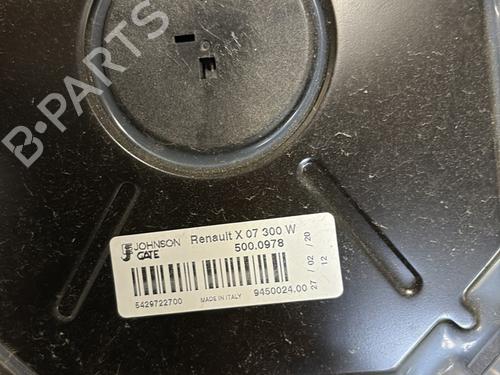 B-PARTS
JOHNSON Renault X 07 300 W
GATE 500.0978
5429722700 MADE IN ITALY 9450024.00
27 / 02 / 20
12